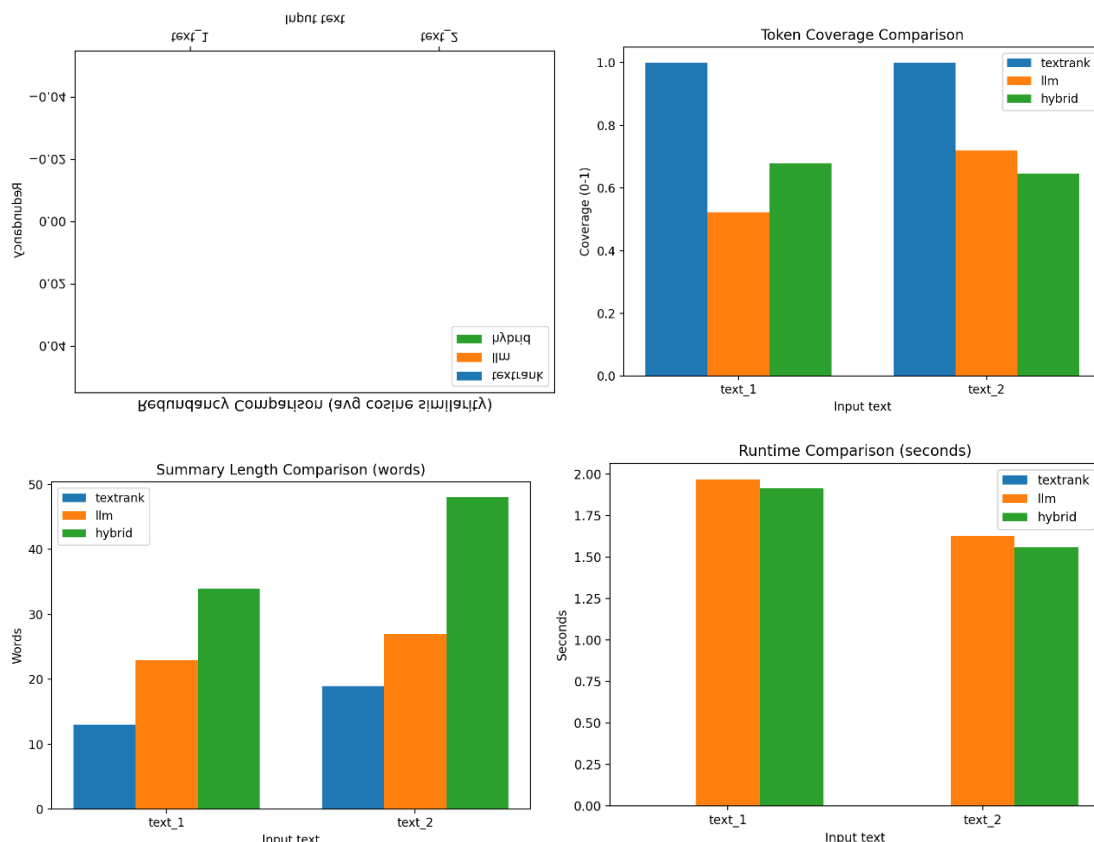 Input text
text_1 text_2
−0.04
−0.02
0.00
0.02
0.04
Redundancy
hybrid
llm
textrank
Redundancy Comparison (avg cosine similarity)
Token Coverage Comparison
1.0
0.8
0.6
0.4
0.2
0.0
Coverage (0-1)
textrank
llm
hybrid
text_1 text_2
Input text
Summary Length Comparison (words)
50
40
30
20
10
0
Words
textrank
llm
hybrid
text_1 text_2
Input text
Runtime Comparison (seconds)
2.00
1.75
1.50
1.25
1.00
0.75
0.50
0.25
0.00
Seconds
textrank
llm
hybrid
text_1 text_2
Input text